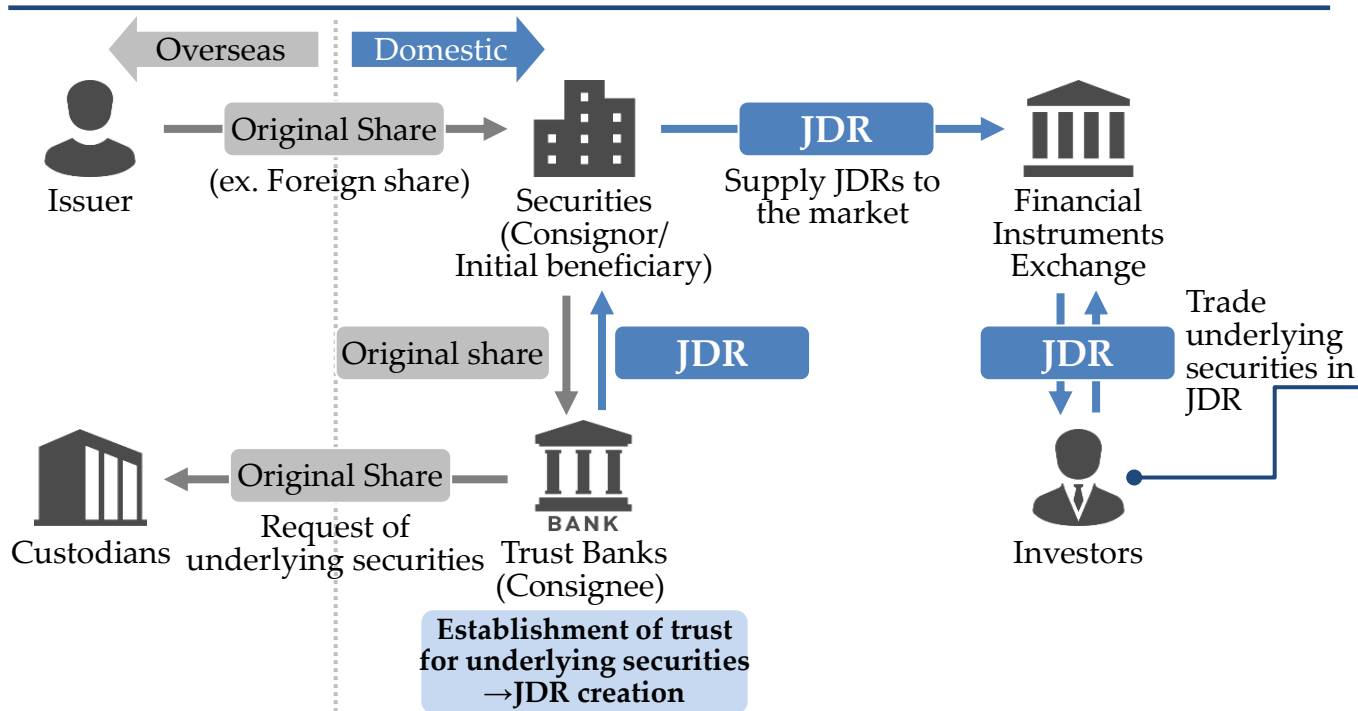 Overseas
Domestic
Original Share
(ex. Foreign share)
Issuer
Securities
(Consignor/
Initial beneficiary)
JDR
Supply JDRs to
the market
Financial
Instruments
Exchange
Original share
JDR
JDR
Trade
underlying
securities in
JDR
Custodians
Original Share
Request of
underlying securities
BANK
Trust Banks
(Consignee)
Investors
Establishment of trust
for underlying securities
→JDR creation